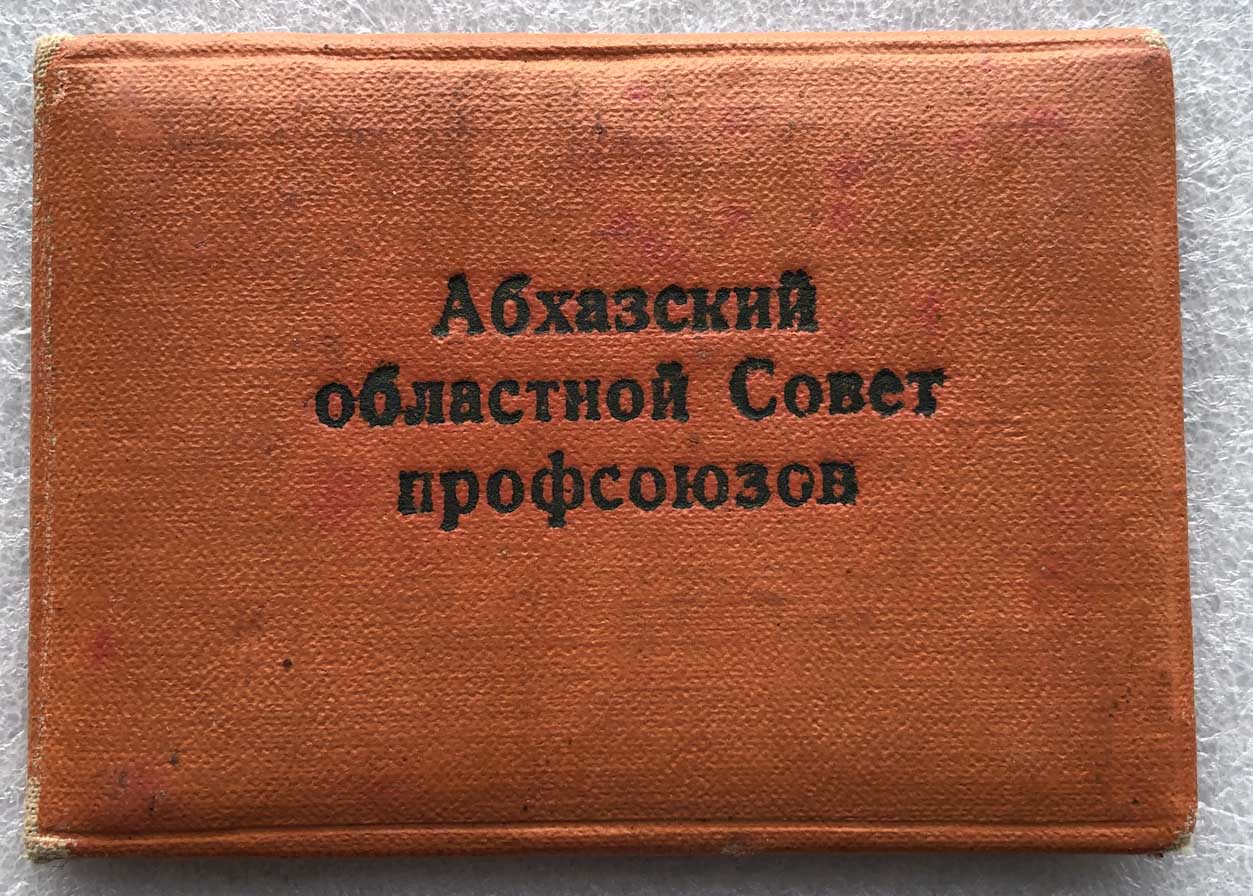 Абхазский
областной Совет
профсоюзов